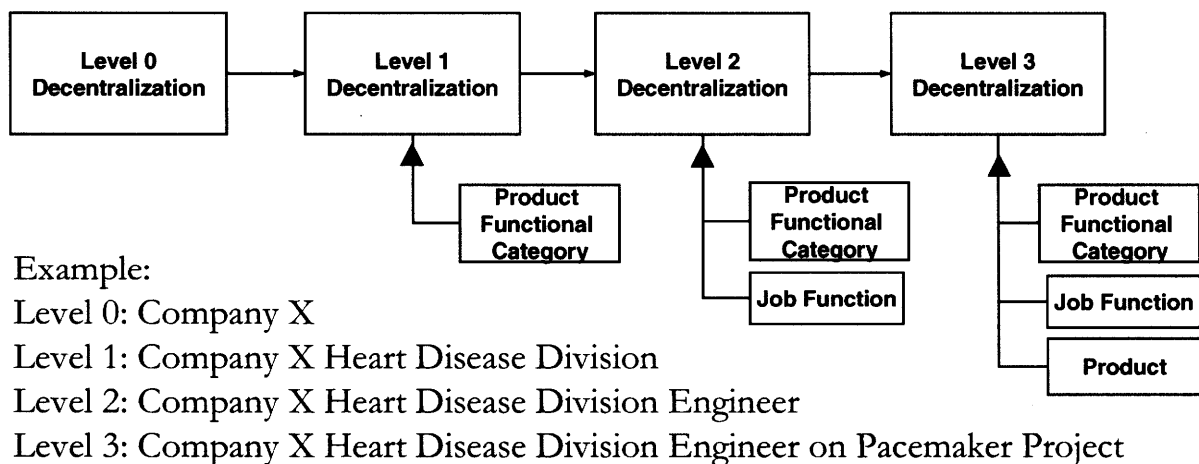 Level 0
Decentralization
Level 1
Decentralization
Level 2
Decentralization
Level 3
Decentralization
Product
Functional
Category
Product
Functional
Category
Job Function
Product
Functional
Category
Job Function
Product
Example:
Level 0: Company X
Level 1: Company X Heart Disease Division
Level 2: Company X Heart Disease Division Engineer
Level 3: Company X Heart Disease Division Engineer on Pacemaker Project